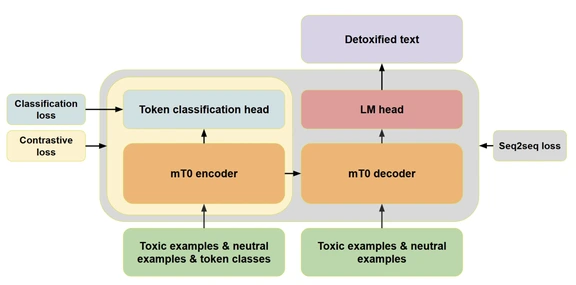 Detoxified text
Classification
loss
Token classification head
LM head
Contrastive
loss
Seq2seq loss
mT0 encoder
mT0 decoder
Toxic examples & neutral
examples & token classes
Toxic examples & neutral
examples